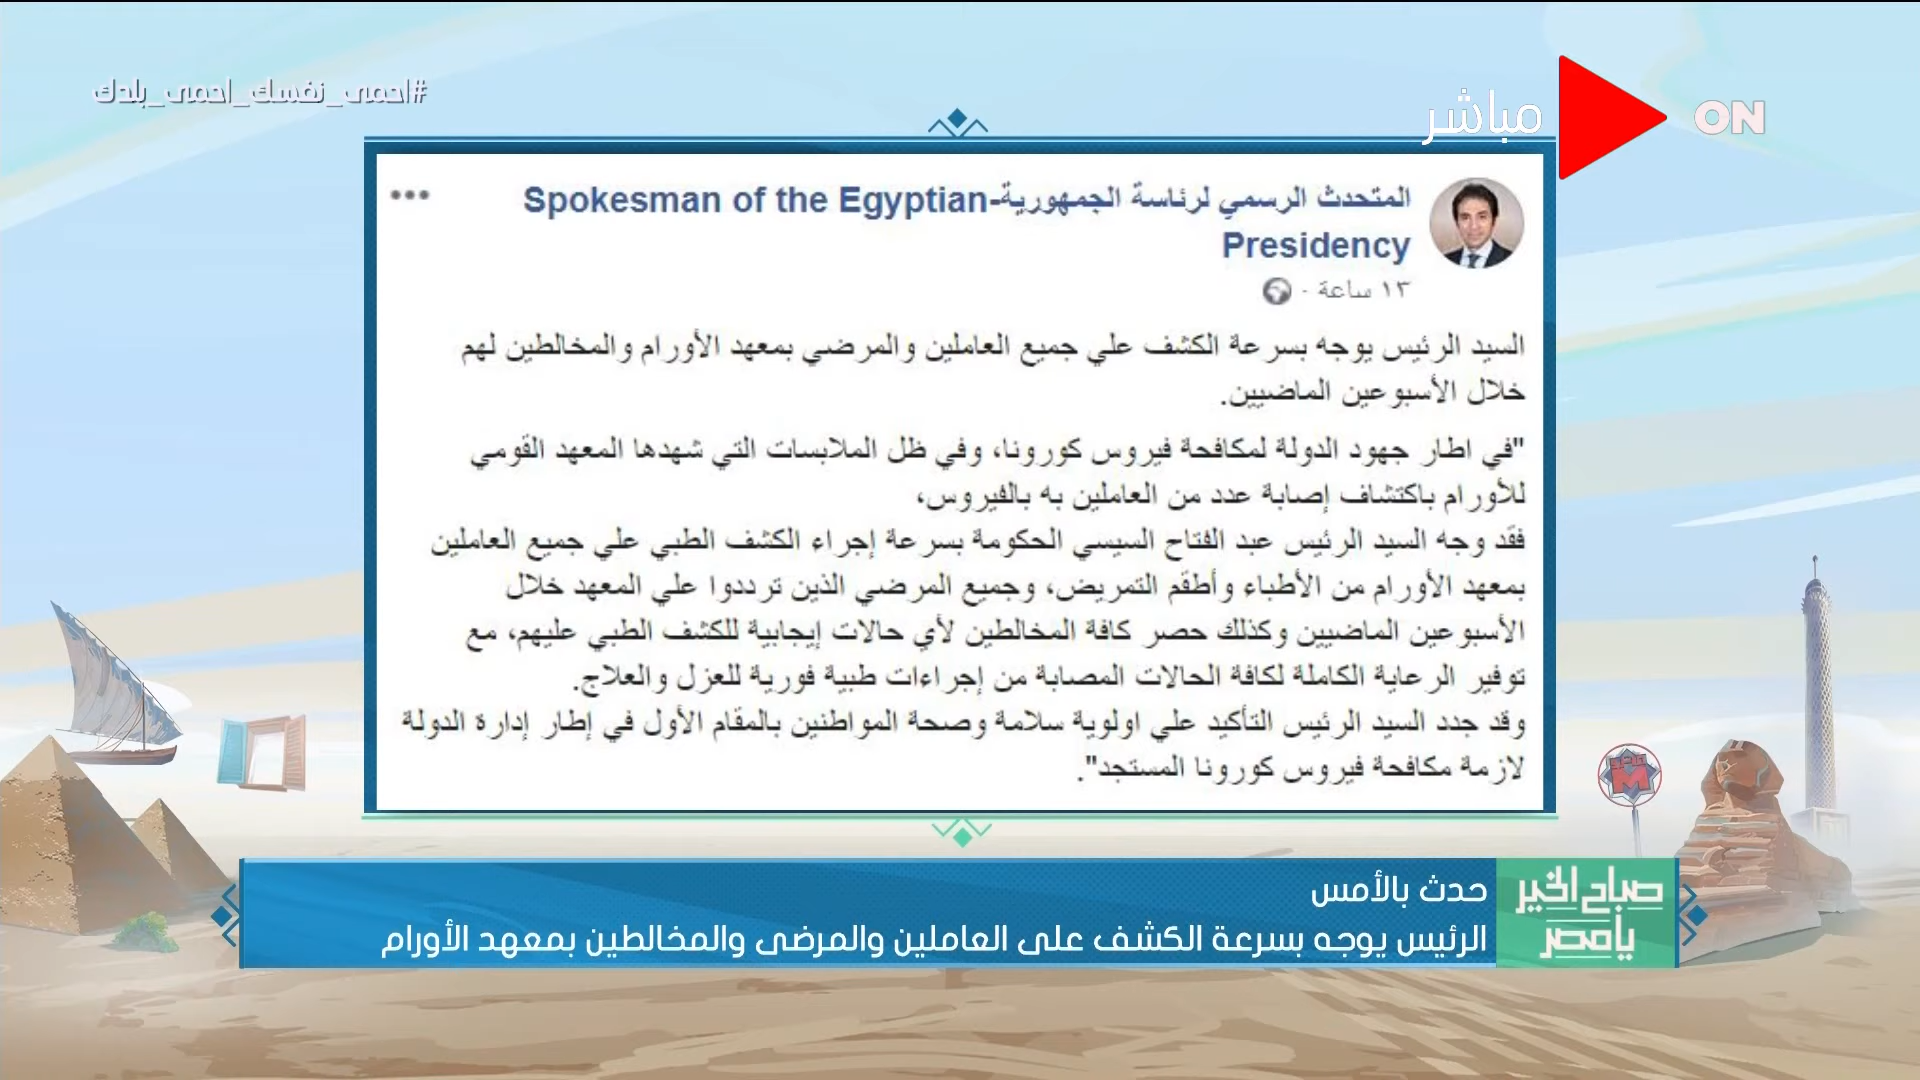 #احمى_نفسك_احمى_بلدك
مباشر
ON
المتحدث الرسمي لرئاسة الجمهورية-Spokesman of the Egyptian
Presidency
١٣ ساعة ·
السيد الرئيس يوجه بسرعة الكشف علي جميع العاملين والمرضي بمعهد الأورام والمخالطين لهم
خلال الأسبوعين الماضيين.
"في اطار جهود الدولة لمكافحة فيروس كورونا، وفي ظل الملابسات التي شهدها المعهد القومي
للأورام باكتشاف إصابة عدد من العاملين به بالفيروس،
فقد وجه السيد الرئيس عبد الفتاح السيسي الحكومة بسرعة إجراء الكشف الطبي علي جميع العاملين
بمعهد الأورام من الأطباء وأطقم التمريض، وجميع المرضي الذين ترددوا علي المعهد خلال
الأسبوعين الماضيين وكذلك حصر كافة المخالطين لأي حالات إيجابية للكشف الطبي عليهم، مع
توفير الرعاية الكاملة لكافة الحالات المصابة من إجراءات طبية فورية للعزل والعلاج.
وقد جدد السيد الرئيس التأكيد علي اولوية سلامة وصحة المواطنين بالمقام الأول في إطار إدارة الدولة
لازمة مكافحة فيروس كورونا المستجد".
صباح الخير
يا مصر
حدث بالأمس
الرئيس يوجه بسرعة الكشف على العاملين والمرضى والمخالطين بمعهد الأورام